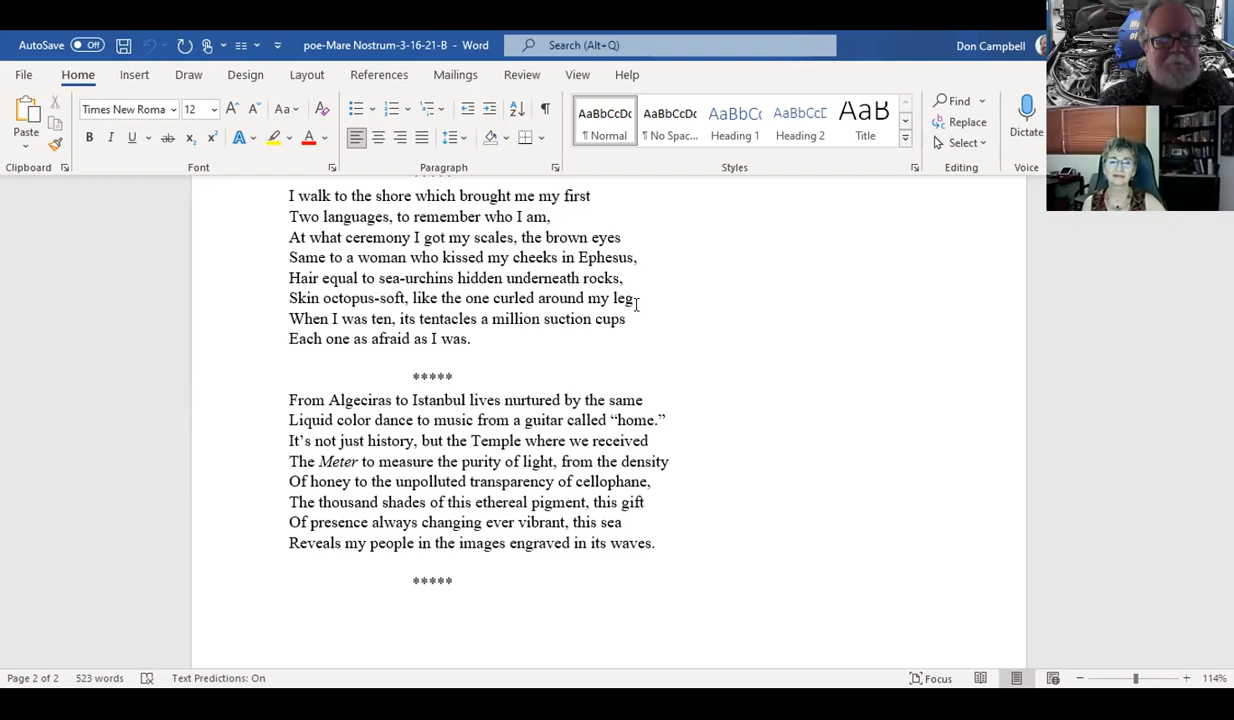 AutoSave Off poe-Mare Nostrum-3-16-21-B - Word Search (Alt+Q) Don Campbell
File Home Insert Draw Design Layout References Mailings Review View Help
Times New Roma 12 Aa AaBbCcDc AaBbCcDc AaBbCc AaBbCcD AaB Find
Paste B I U ab x₂ x² A A ¶ Normal ¶ No Spac... Heading 1 Heading 2 Title Replace Dictate
Select
Clipboard Font Paragraph Styles Editing Voice
I walk to the shore which brought me my first
Two languages, to remember who I am,
At what ceremony I got my scales, the brown eyes
Same to a woman who kissed my cheeks in Ephesus,
Hair equal to sea-urchins hidden underneath rocks,
Skin octopus-soft, like the one curled around my leg
When I was ten, its tentacles a million suction cups
Each one as afraid as I was.
*****
From Algeciras to Istanbul lives nurtured by the same
Liquid color dance to music from a guitar called “home.”
It’s not just history, but the Temple where we received
The Meter to measure the purity of light, from the density
Of honey to the unpolluted transparency of cellophane,
The thousand shades of this ethereal pigment, this gift
Of presence always changing ever vibrant, this sea
Reveals my people in the images engraved in its waves.
*****
Page 2 of 2 523 words Text Predictions: On Focus 114%